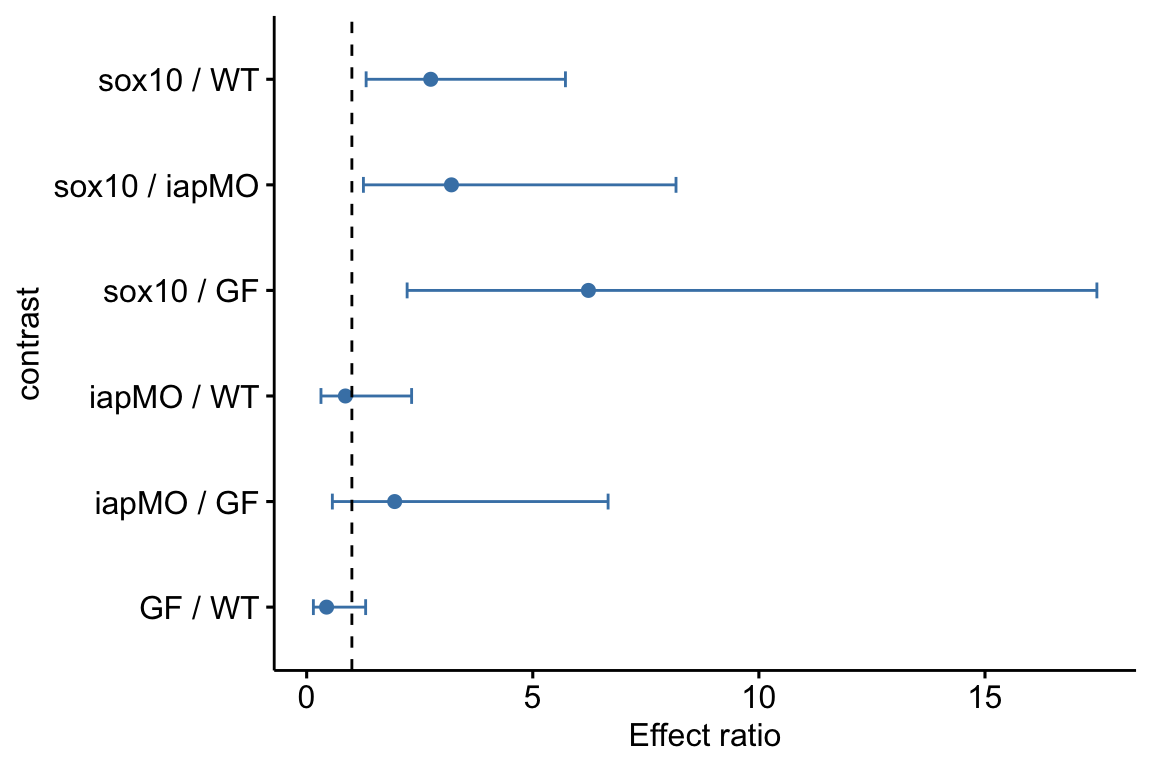 sox10 / WT
sox10 / iapMO
sox10 / GF
contrast
iapMO / WT
iapMO / GF
GF / WT
0 5 10 15
Effect ratio